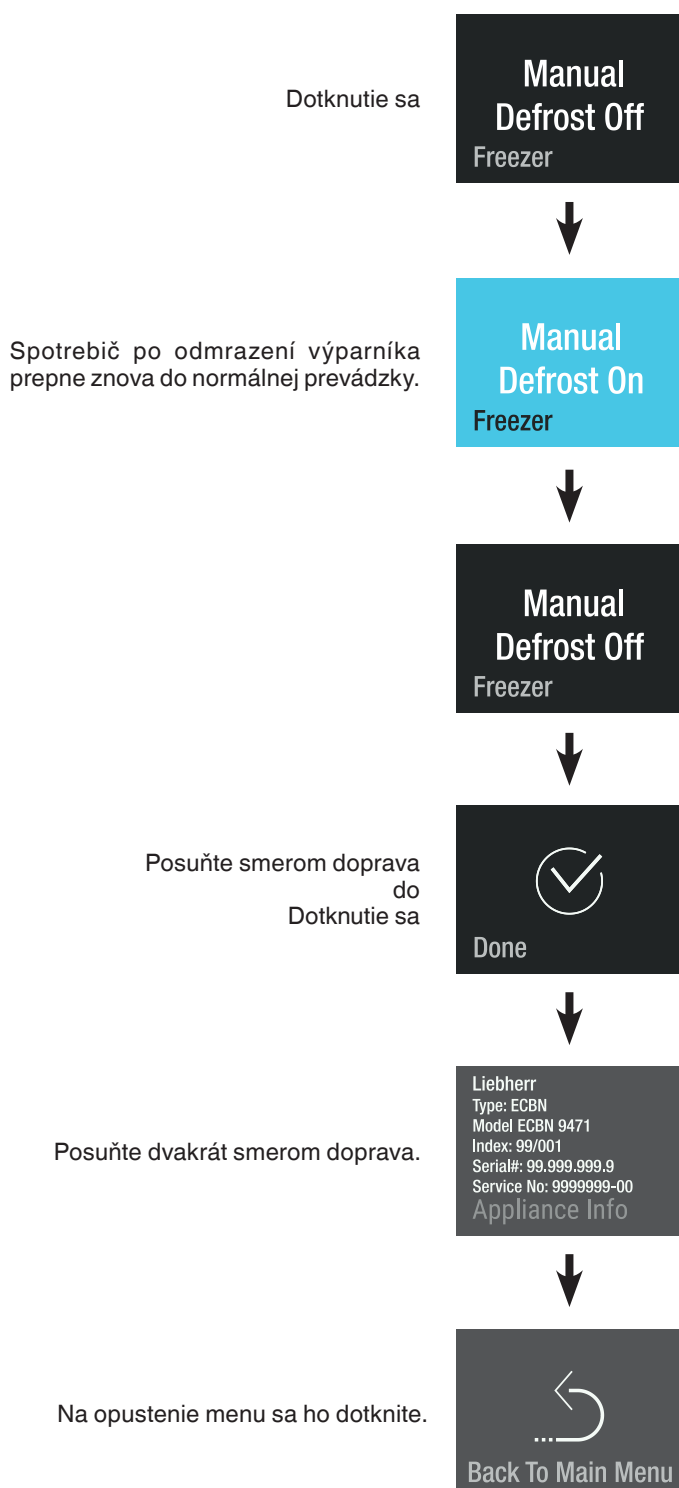 Dotknutie sa
Manual
Defrost Off
Freezer
Spotrebič po odmrazení výparníka
prepne znova do normálnej prevádzky.
Manual
Defrost On
Freezer
Manual
Defrost Off
Freezer
Posuňte smerom doprava
do
Dotknutie sa
Done
Posuňte dvakrát smerom doprava.
Liebherr
Type: ECBN
Model ECBN 9471
Index: 99/001
Serial#: 99.999.999.9
Service No: 9999999-00
Appliance Info
Na opustenie menu sa ho dotknite.
Back To Main Menu